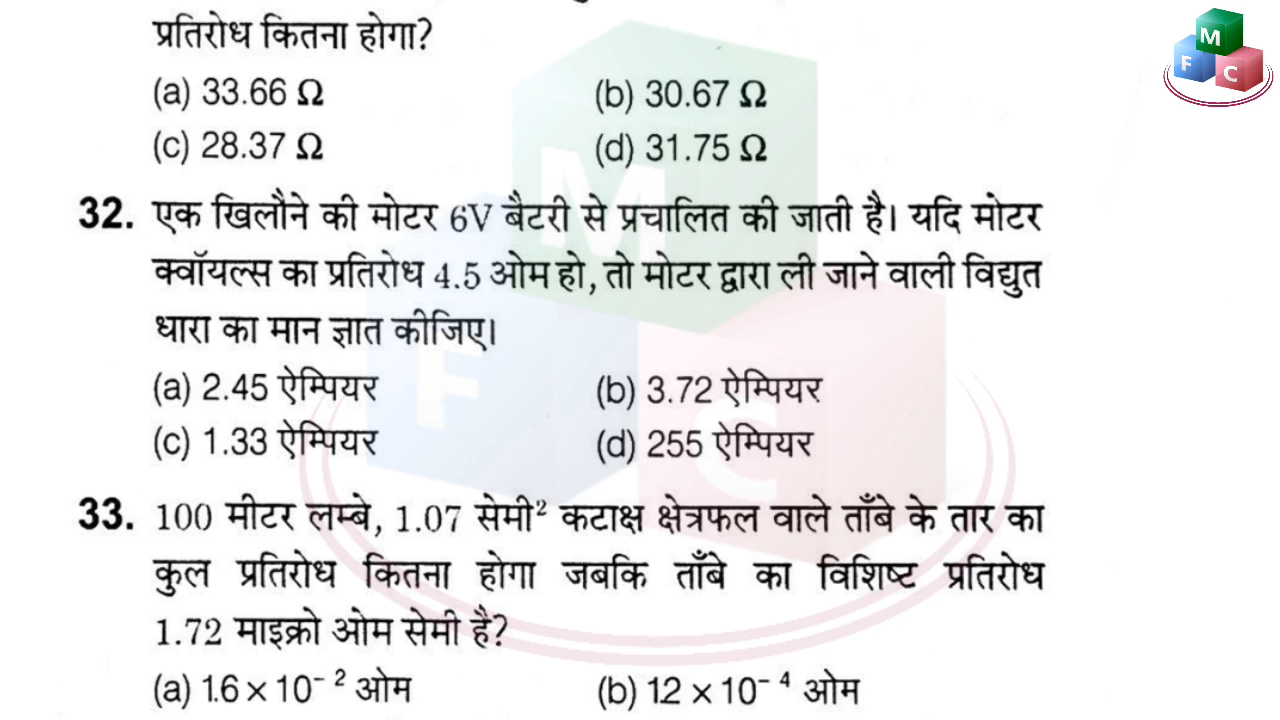 प्रतिरोध कितना होगा?
(a) 33.66 Ω (b) 30.67 Ω
(c) 28.37 Ω (d) 31.75 Ω
32. एक खिलौने की मोटर 6V बैटरी से प्रचालित की जाती है। यदि मोटर
क्वॉयल्स का प्रतिरोध 4.5 ओम हो, तो मोटर द्वारा ली जाने वाली विद्युत
धारा का मान ज्ञात कीजिए।
(a) 2.45 ऐम्पियर (b) 3.72 ऐम्पियर
(c) 1.33 ऐम्पियर (d) 255 ऐम्पियर
33. 100 मीटर लम्बे, 1.07 सेमी² कटाक्ष क्षेत्रफल वाले ताँबे के तार का
कुल प्रतिरोध कितना होगा जबकि ताँबे का विशिष्ट प्रतिरोध
1.72 माइक्रो ओम सेमी है?
(a) 1.6 × 10⁻² ओम (b) 1.2 × 10⁻⁴ ओम
M
F C
M
F C